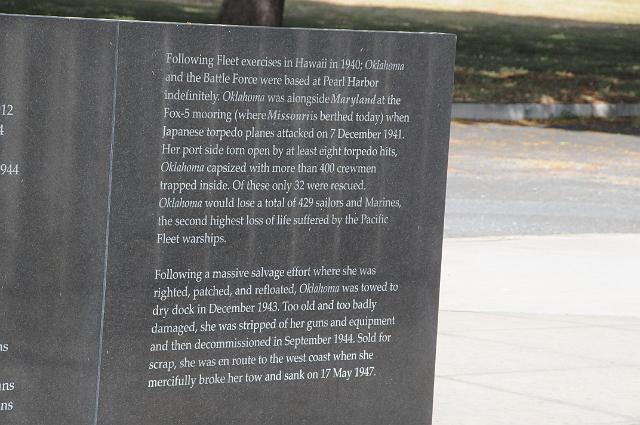 Following Fleet exercises in Hawaii in 1940; Oklahoma
and the Battle Force were based at Pearl Harbor
indefinitely. Oklahoma was alongside Maryland at the
Fox-5 mooring (where Missouri is berthed today) when
Japanese torpedo planes attacked on 7 December 1941.
Her port side torn open by at least eight torpedo hits,
Oklahoma capsized with more than 400 crewmen
trapped inside. Of these only 32 were rescued.
Oklahoma would lose a total of 429 sailors and Marines,
the second highest loss of life suffered by the Pacific
Fleet warships.
Following a massive salvage effort where she was
righted, patched, and refloated, Oklahoma was towed to
dry dock in December 1943. Too old and too badly
damaged, she was stripped of her guns and equipment
and then decommissioned in September 1944. Sold for
scrap, she was en route to the west coast when she
mercifully broke her tow and sank on 17 May 1947.